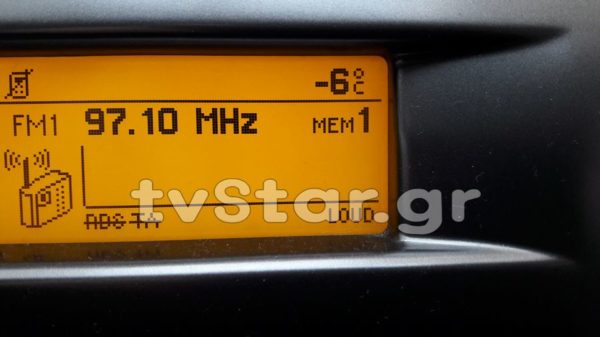 -6°C
FM1 97.10 MHz MEM1
tvStar.gr
RDS TA LOUD